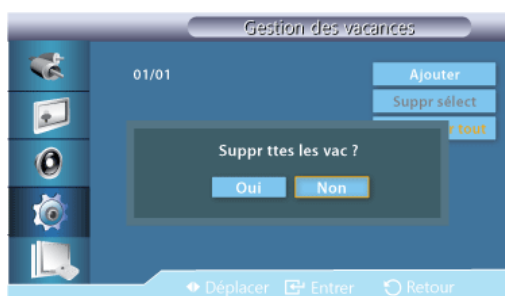 Gestion des vacances
01/01
Ajouter
Suppr sélect
r tout
Suppr ttes les vac ?
Oui
Non
Déplacer Entrer Retour